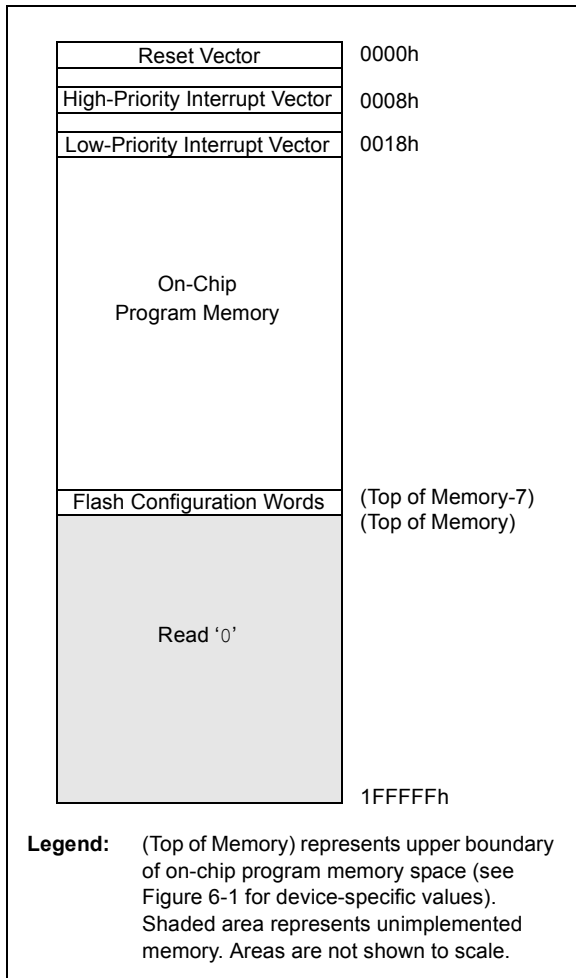 Reset Vector 0000h
High-Priority Interrupt Vector 0008h
Low-Priority Interrupt Vector 0018h
On-Chip
Program Memory
Flash Configuration Words (Top of Memory-7)
(Top of Memory)
Read ‘0’
1FFFFFh
Legend: (Top of Memory) represents upper boundary
of on-chip program memory space (see
Figure 6-1 for device-specific values).
Shaded area represents unimplemented
memory. Areas are not shown to scale.